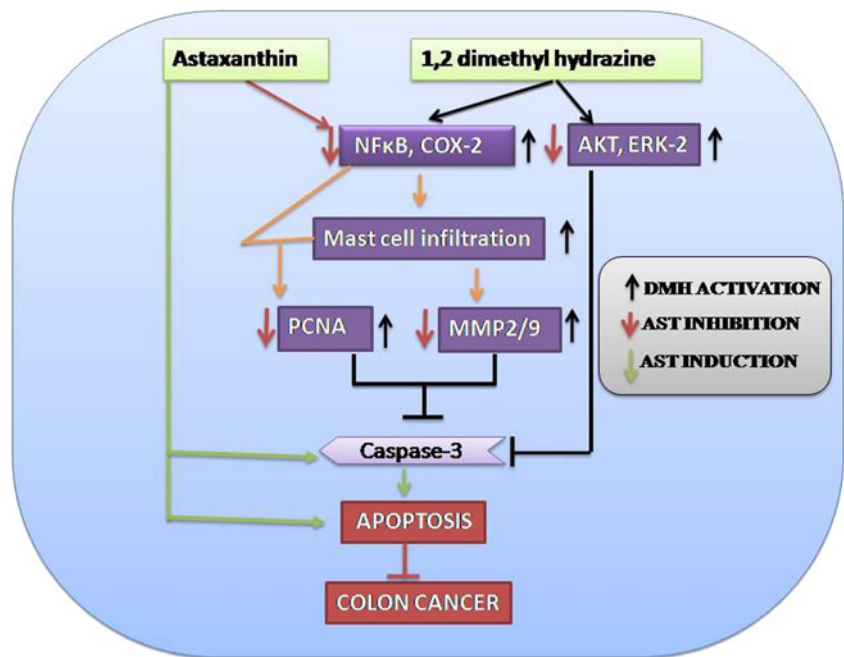 Astaxanthin
1,2 dimethyl hydrazine
NFκB, COX-2
AKT, ERK-2
Mast cell infiltration
PCNA
MMP2/9
DMH ACTIVATION
AST INHIBITION
AST INDUCTION
Caspase-3
APOPTOSIS
COLON CANCER